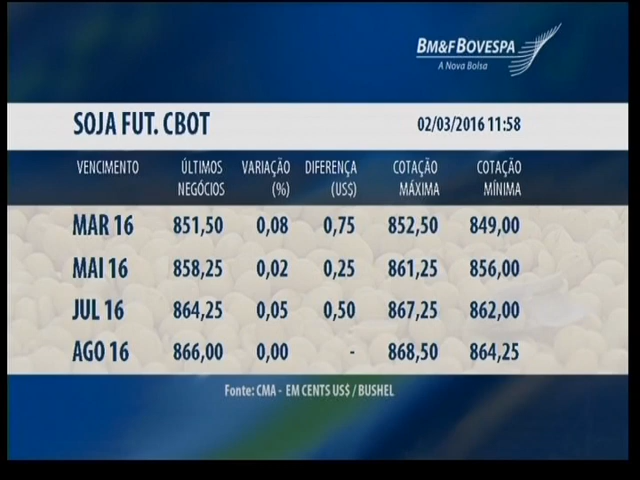 BM&FBOVESPA
A Nova Bolsa
SOJA FUT. CBOT 02/03/2016 11:58
VENCIMENTO ÚLTIMOS NEGÓCIOS VARIAÇÃO (%) DIFERENÇA (US$) COTAÇÃO MÁXIMA COTAÇÃO MÍNIMA
MAR 16 851,50 0,08 0,75 852,50 849,00
MAI 16 858,25 0,02 0,25 861,25 856,00
JUL 16 864,25 0,05 0,50 867,25 862,00
AGO 16 866,00 0,00 - 868,50 864,25
Fonte: CMA - EM CENTS US$ / BUSHEL